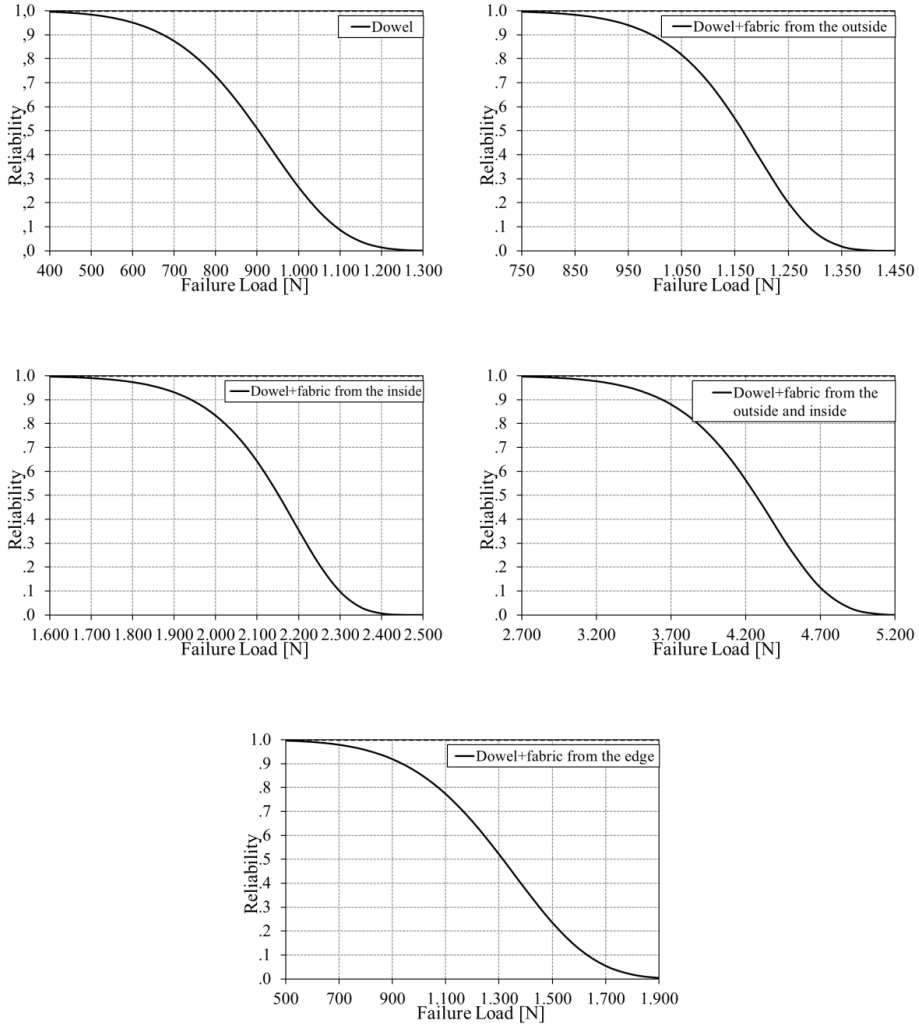 Dowel
1,0
,9
,8
,7
,6
,5
,4
,3
,2
,1
,0
Reliability
400 500 600 700 800 900 1.000 1.100 1.200 1.300
Failure Load [N]
Dowel+fabric from the outside
1.0
.9
.8
.7
.6
.5
.4
.3
.2
.1
.0
Reliability
750 850 950 1.050 1.150 1.250 1.350 1.450
Failure Load [N]
Dowel+fabric from the inside
1.0
.9
.8
.7
.6
.5
.4
.3
.2
.1
.0
Reliability
1.600 1.700 1.800 1.900 2.000 2.100 2.200 2.300 2.400 2.500
Failure Load [N]
Dowel+fabric from the
outside and inside
1.0
.9
.8
.7
.6
.5
.4
.3
.2
.1
.0
Reliability
2.700 3.200 3.700 4.200 4.700 5.200
Failure Load [N]
Dowel+fabric from the edge
1.0
.9
.8
.7
.6
.5
.4
.3
.2
.1
.0
Reliability
500 700 900 1.100 1.300 1.500 1.700 1.900
Failure Load [N]